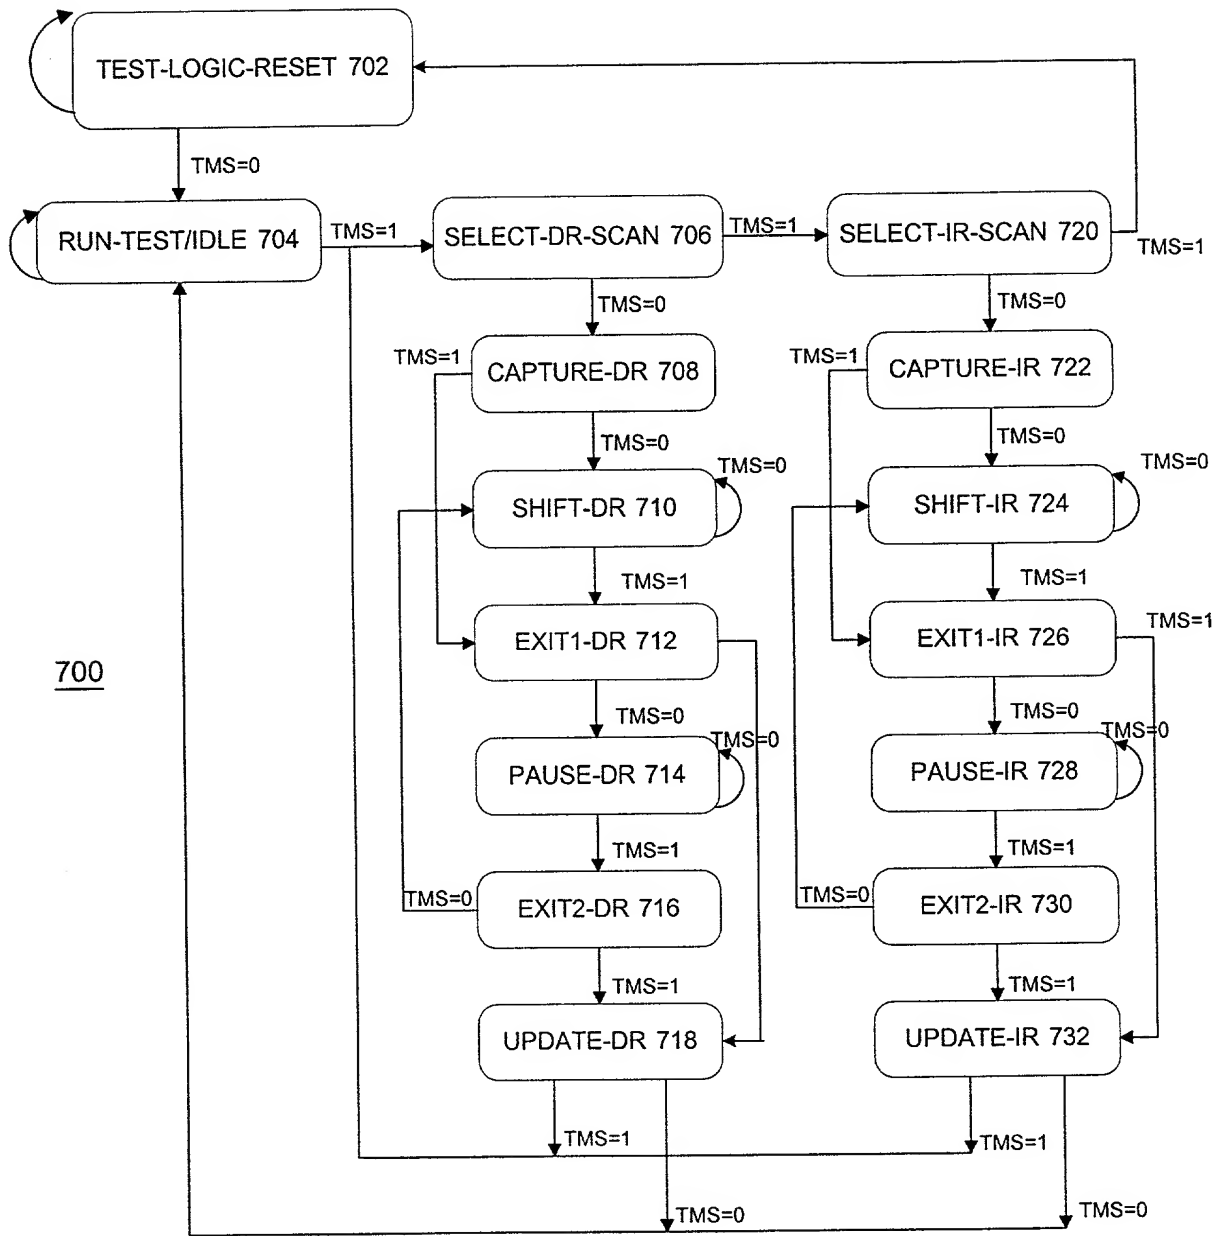 TEST-LOGIC-RESET 702
TMS=0
RUN-TEST/IDLE 704
TMS=1
SELECT-DR-SCAN 706
TMS=1
SELECT-IR-SCAN 720
TMS=1
TMS=0
TMS=0
TMS=1
CAPTURE-DR 708
TMS=1
CAPTURE-IR 722
TMS=0
TMS=0
TMS=0
TMS=0
SHIFT-DR 710
SHIFT-IR 724
TMS=1
TMS=1
EXIT1-DR 712
EXIT1-IR 726
TMS=1
700
TMS=0
TMS=0
TMS=0
TMS=0
PAUSE-DR 714
PAUSE-IR 728
TMS=1
TMS=1
TMS=0
EXIT2-DR 716
TMS=0
EXIT2-IR 730
TMS=1
TMS=1
UPDATE-DR 718
UPDATE-IR 732
TMS=1
TMS=1
TMS=0
TMS=0